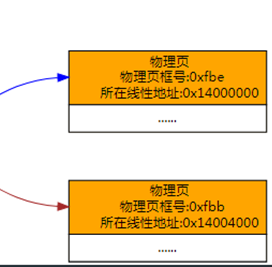 物理页
物理页框号:0xfbe
所在线性地址:0x14000000
......
物理页
物理页框号:0xfbb
所在线性地址:0x14004000
......